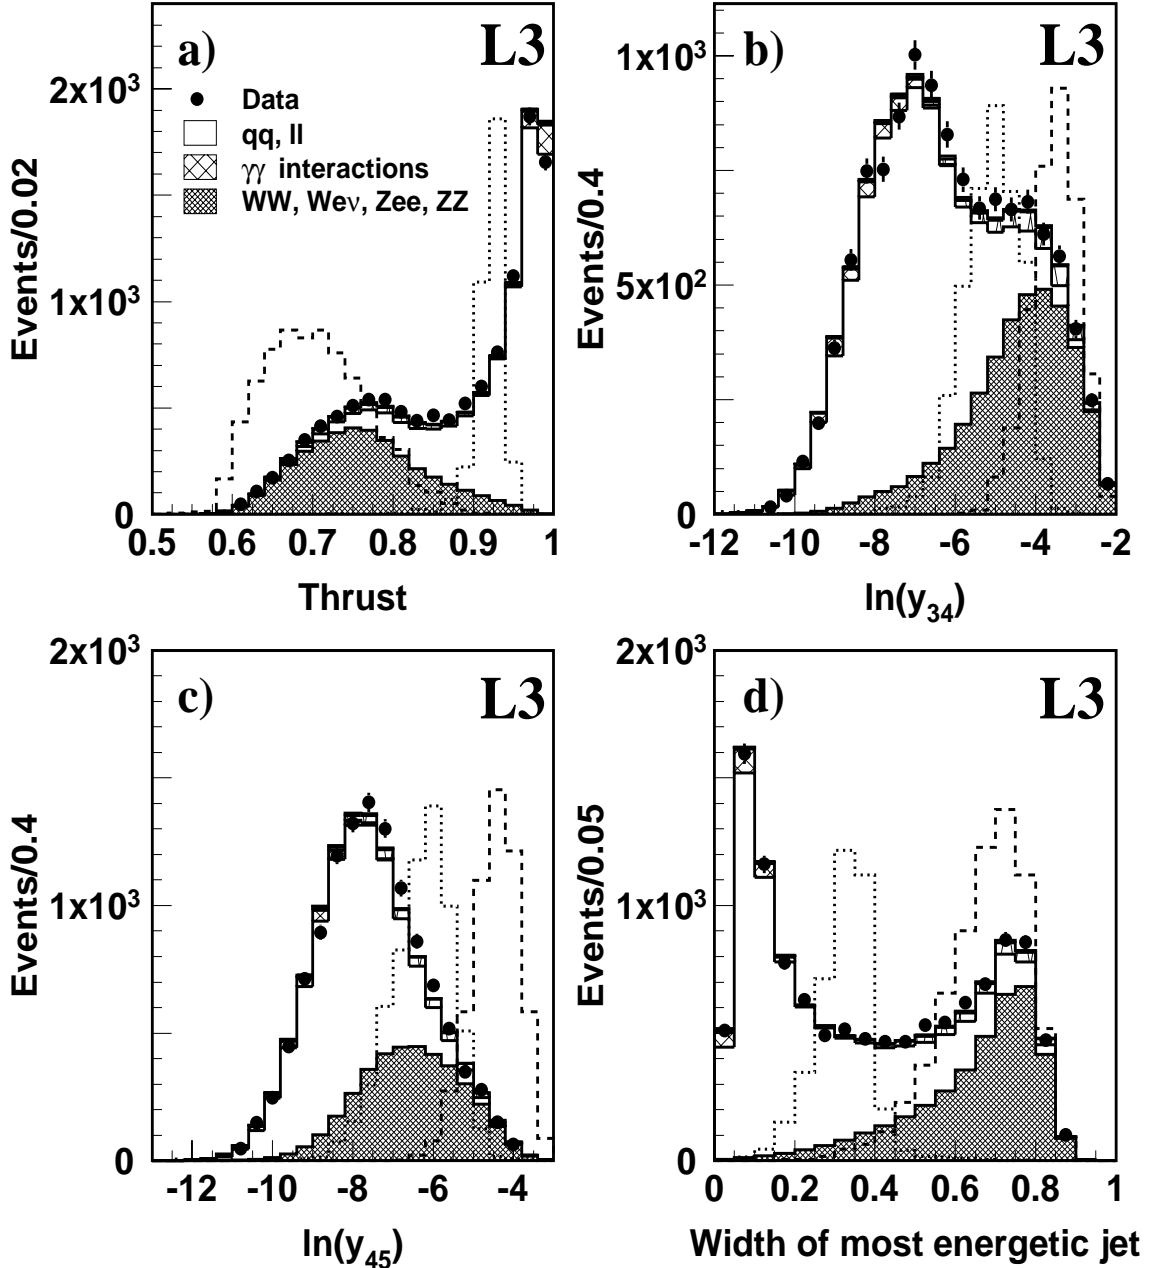 a)
L3
2x10³
1x10³
0
Events/0.02
Data
qq, ll
γγ interactions
WW, Weν, Zee, ZZ
0.5 0.6 0.7 0.8 0.9 1
Thrust
b)
L3
1x10³
5x10²
0
Events/0.4
-12 -10 -8 -6 -4 -2
ln(y₃₄)
c)
L3
2x10³
1x10³
0
Events/0.4
-12 -10 -8 -6 -4
ln(y₄₅)
d)
L3
2x10³
1x10³
0
Events/0.05
0 0.2 0.4 0.6 0.8 1
Width of most energetic jet